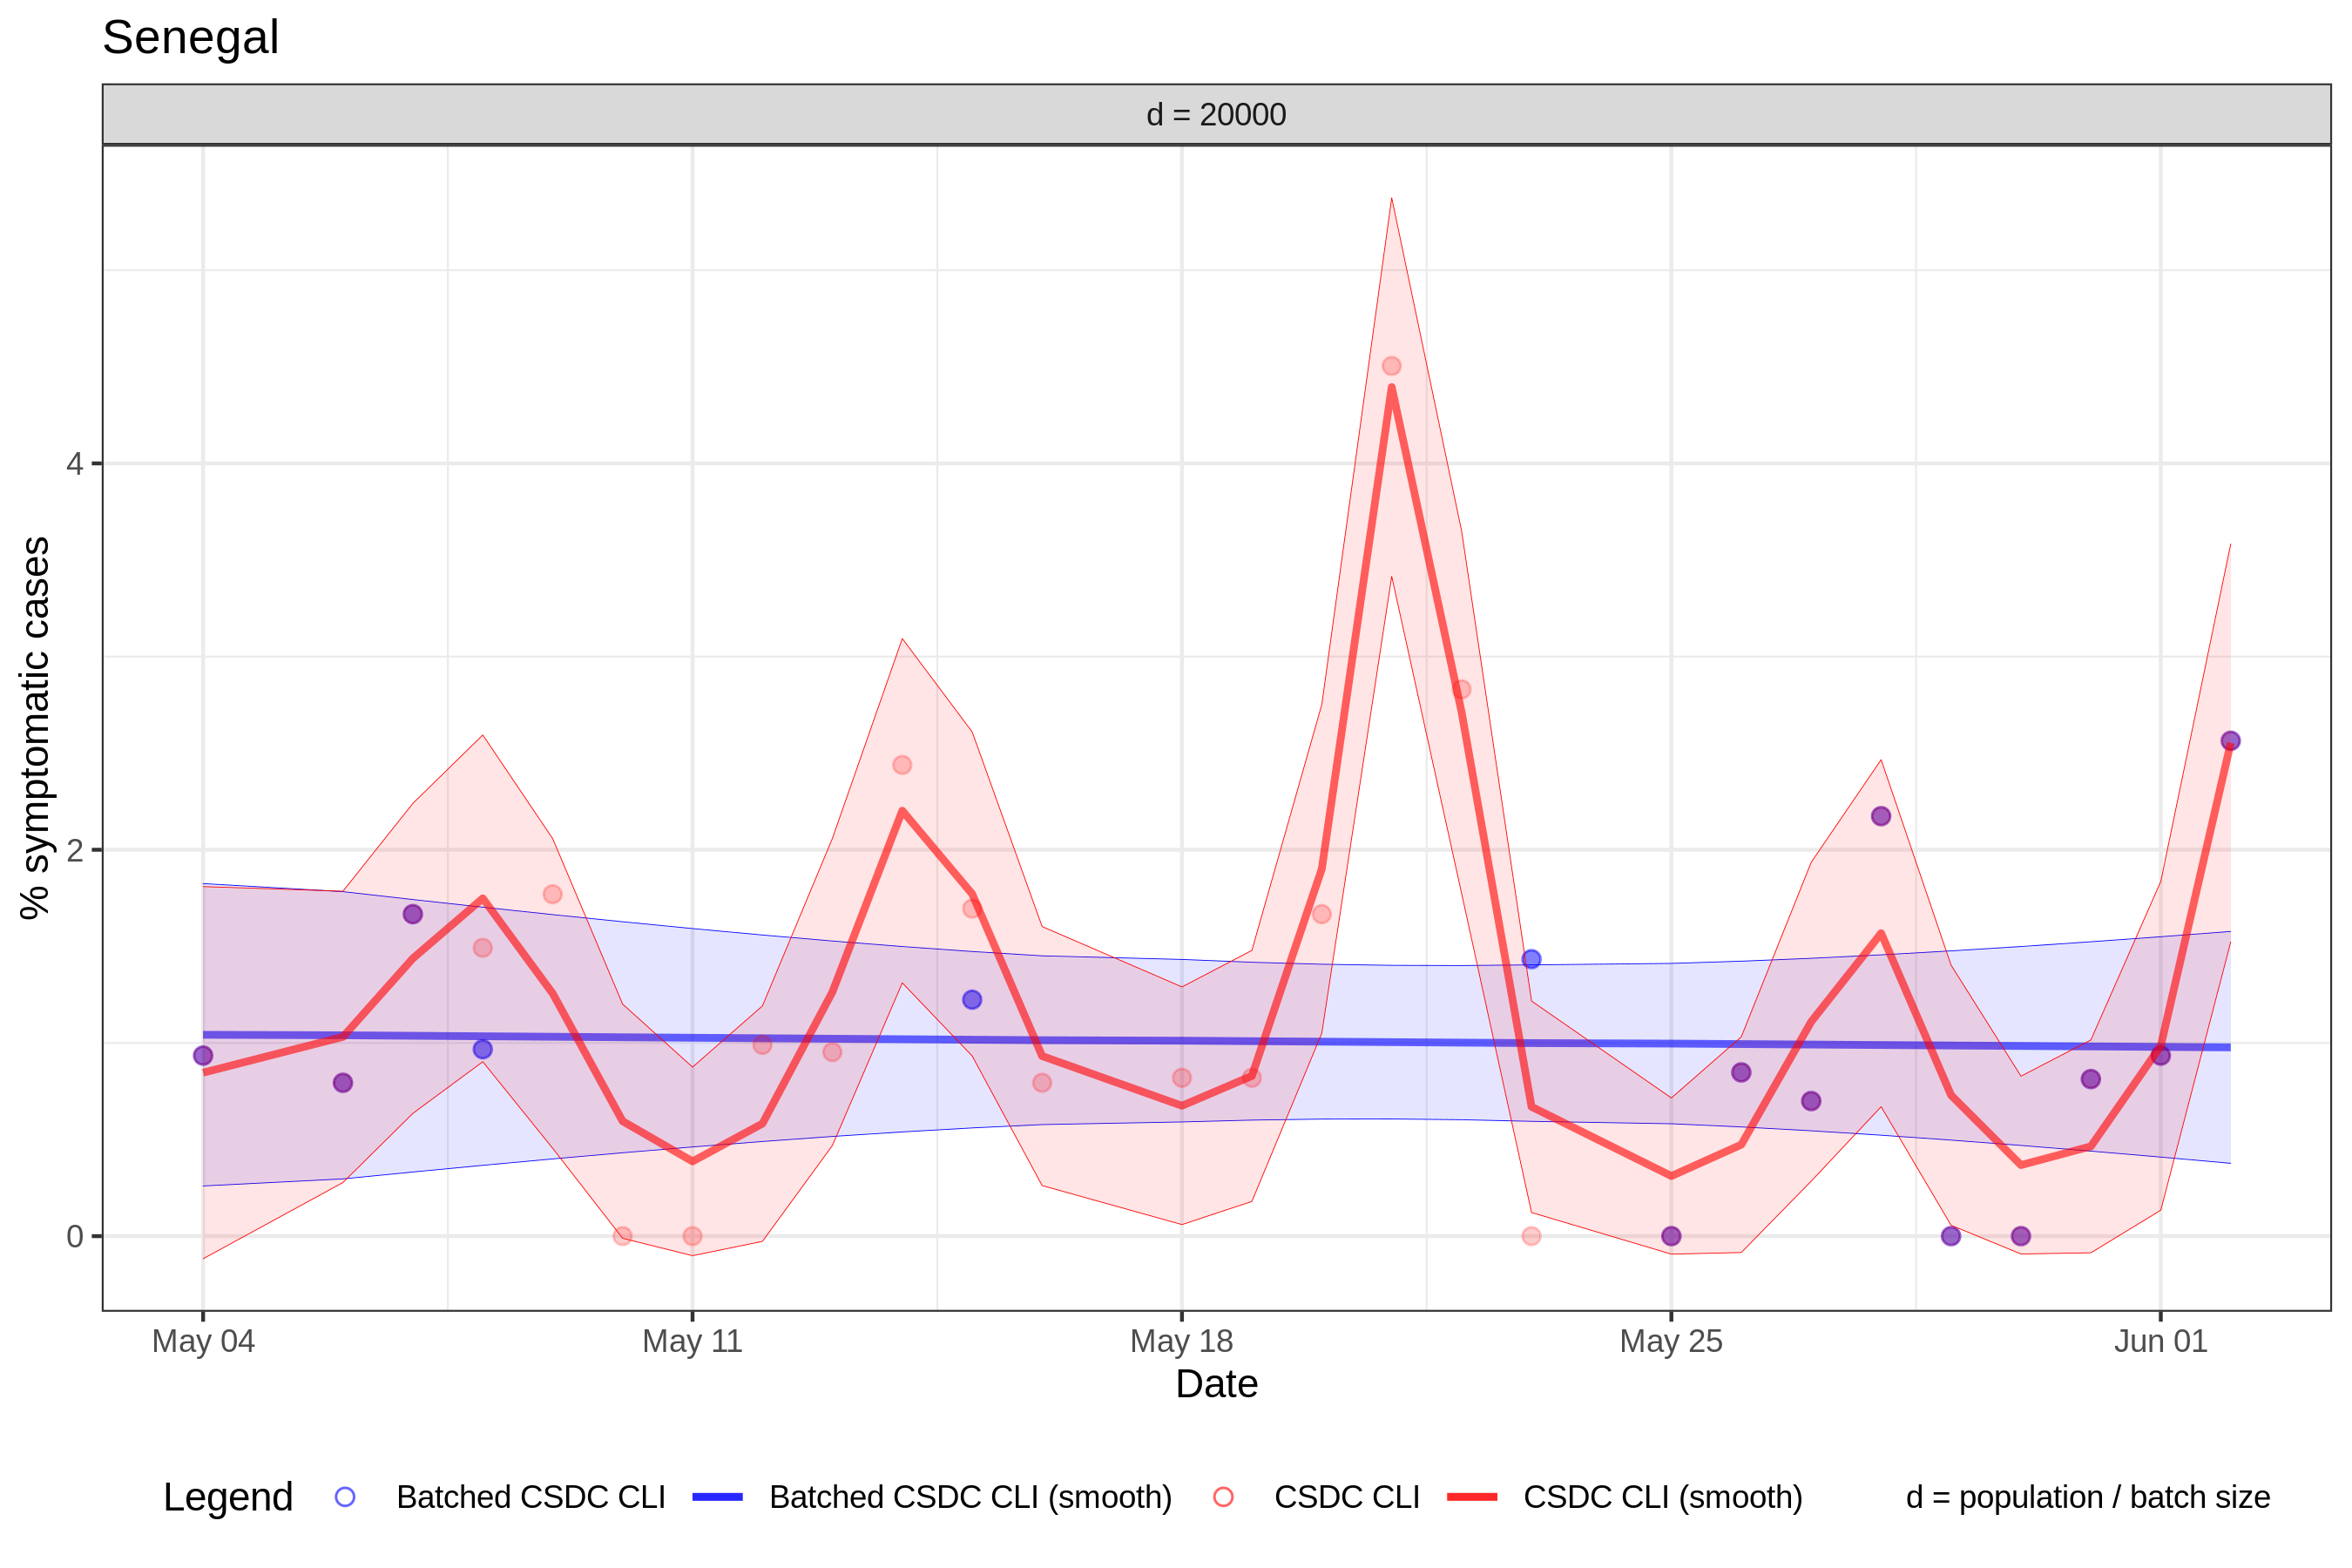 Senegal
d = 20000
% symptomatic cases
4
2
0
May 04 May 11 May 18 May 25 Jun 01
Date
Legend Batched CSDC CLI Batched CSDC CLI (smooth) CSDC CLI CSDC CLI (smooth) d = population / batch size